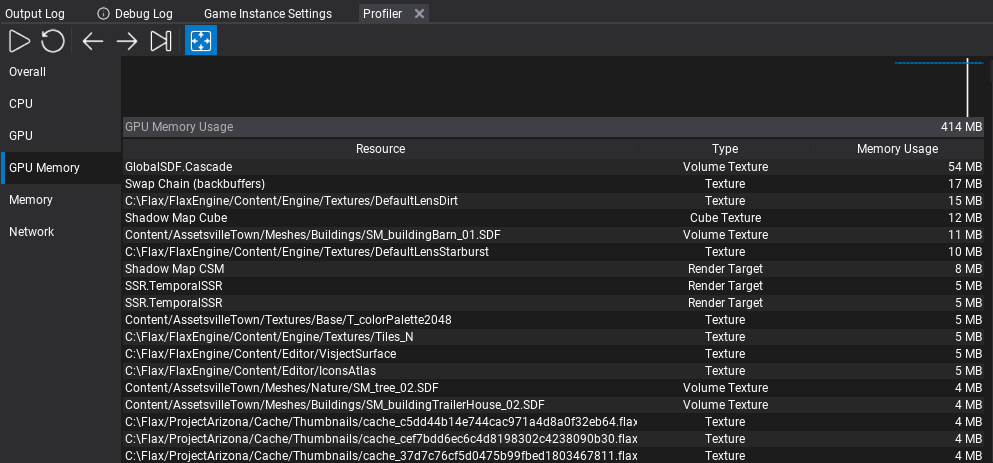 Output Log Debug Log Game Instance Settings Profiler
Overall
CPU
GPU
GPU Memory
Memory
Network
GPU Memory Usage 414 MB
Resource Type Memory Usage
GlobalSDF.Cascade Volume Texture 54 MB
Swap Chain (backbuffers) Texture 17 MB
C:\Flax/FlaxEngine/Content/Engine/Textures/DefaultLensDirt Texture 15 MB
Shadow Map Cube Cube Texture 12 MB
Content/AssetsvilleTown/Meshes/Buildings/SM_buildingBarn_01.SDF Volume Texture 11 MB
C:\Flax/FlaxEngine/Content/Engine/Textures/DefaultLensStarburst Texture 10 MB
Shadow Map CSM Render Target 8 MB
SSR.TemporalSSR Render Target 5 MB
SSR.TemporalSSR Render Target 5 MB
Content/AssetsvilleTown/Textures/Base/T_colorPalette2048 Texture 5 MB
C:\Flax/FlaxEngine/Content/Engine/Textures/Tiles_N Texture 5 MB
C:\Flax/FlaxEngine/Content/Editor/VisjectSurface Texture 5 MB
C:\Flax/FlaxEngine/Content/Editor/IconsAtlas Texture 5 MB
Content/AssetsvilleTown/Meshes/Nature/SM_tree_02.SDF Volume Texture 4 MB
Content/AssetsvilleTown/Meshes/Buildings/SM_buildingTrailerHouse_02.SDF Volume Texture 4 MB
C:\Flax/ProjectArizona/Cache/Thumbnails/cache_c5dd44b14e744cac971a4d8a0f32eb64.flax Texture 4 MB
C:\Flax/ProjectArizona/Cache/Thumbnails/cache_cef7bdd6ec6c4d8198302c4238090b30.flax Texture 4 MB
C:\Flax/ProjectArizona/Cache/Thumbnails/cache_37d7c76cf5d0475b99fbed1803467811.flax Texture 4 MB